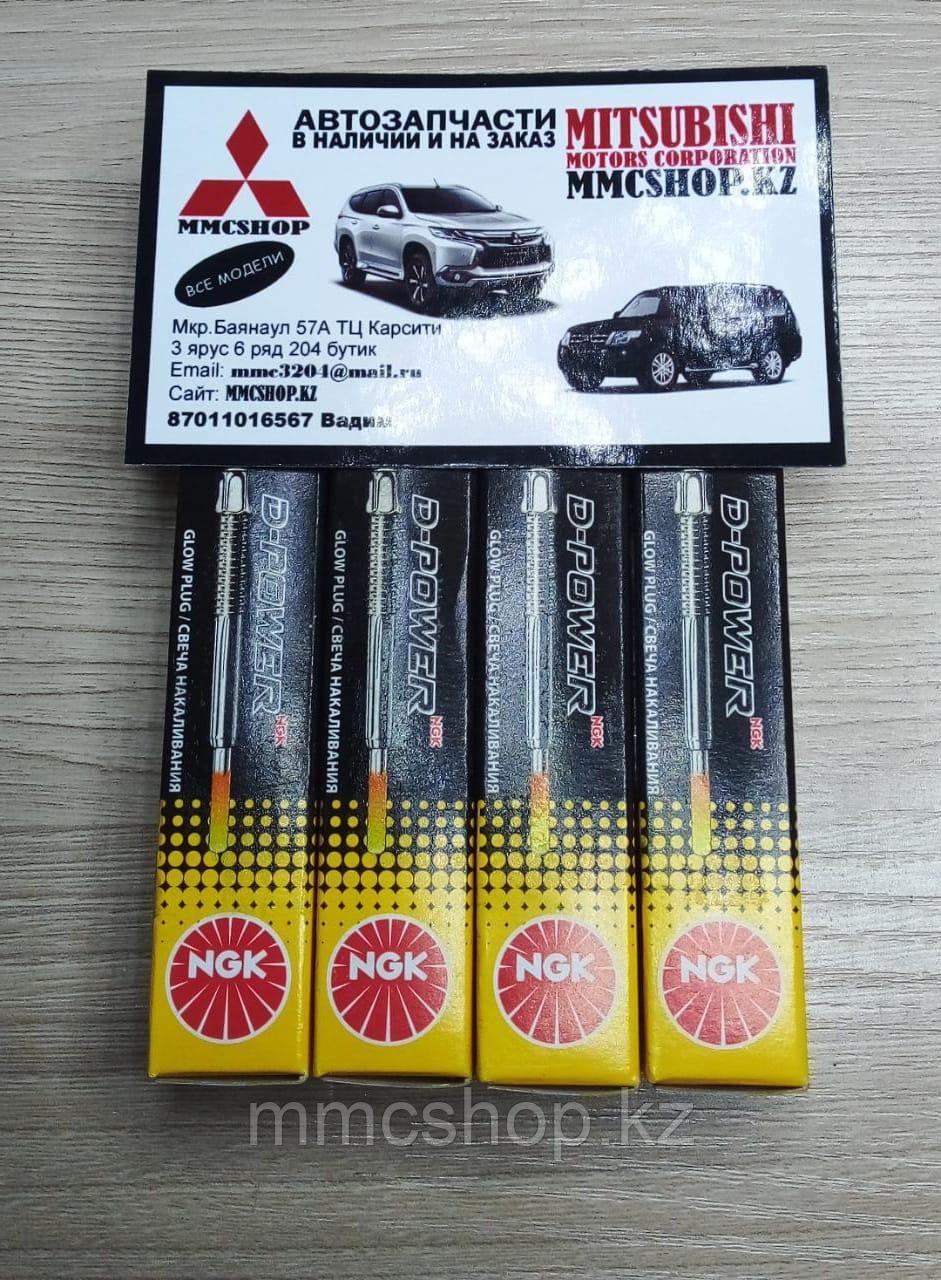 АВТОЗАПЧАСТИ
В НАЛИЧИИ И НА ЗАКАЗ
MITSUBISHI
MOTORS CORPORATION
MMCSHOP.KZ
MMCSHOP
ВСЕ МОДЕЛИ
Мкр.Баянаул 57А ТЦ Карсити
3 ярус 6 ряд 204 бутик
Email: mmc3204@mail.ru
Сайт: MMCSHOP.KZ
87011016567 Вадим
D-POWER NGK
GLOW PLUG / СВЕЧА НАКАЛИВАНИЯ
NGK
D-POWER NGK
GLOW PLUG / СВЕЧА НАКАЛИВАНИЯ
NGK
D-POWER NGK
GLOW PLUG / СВЕЧА НАКАЛИВАНИЯ
NGK
D-POWER NGK
GLOW PLUG / СВЕЧА НАКАЛИВАНИЯ
NGK
mmcshop.kz